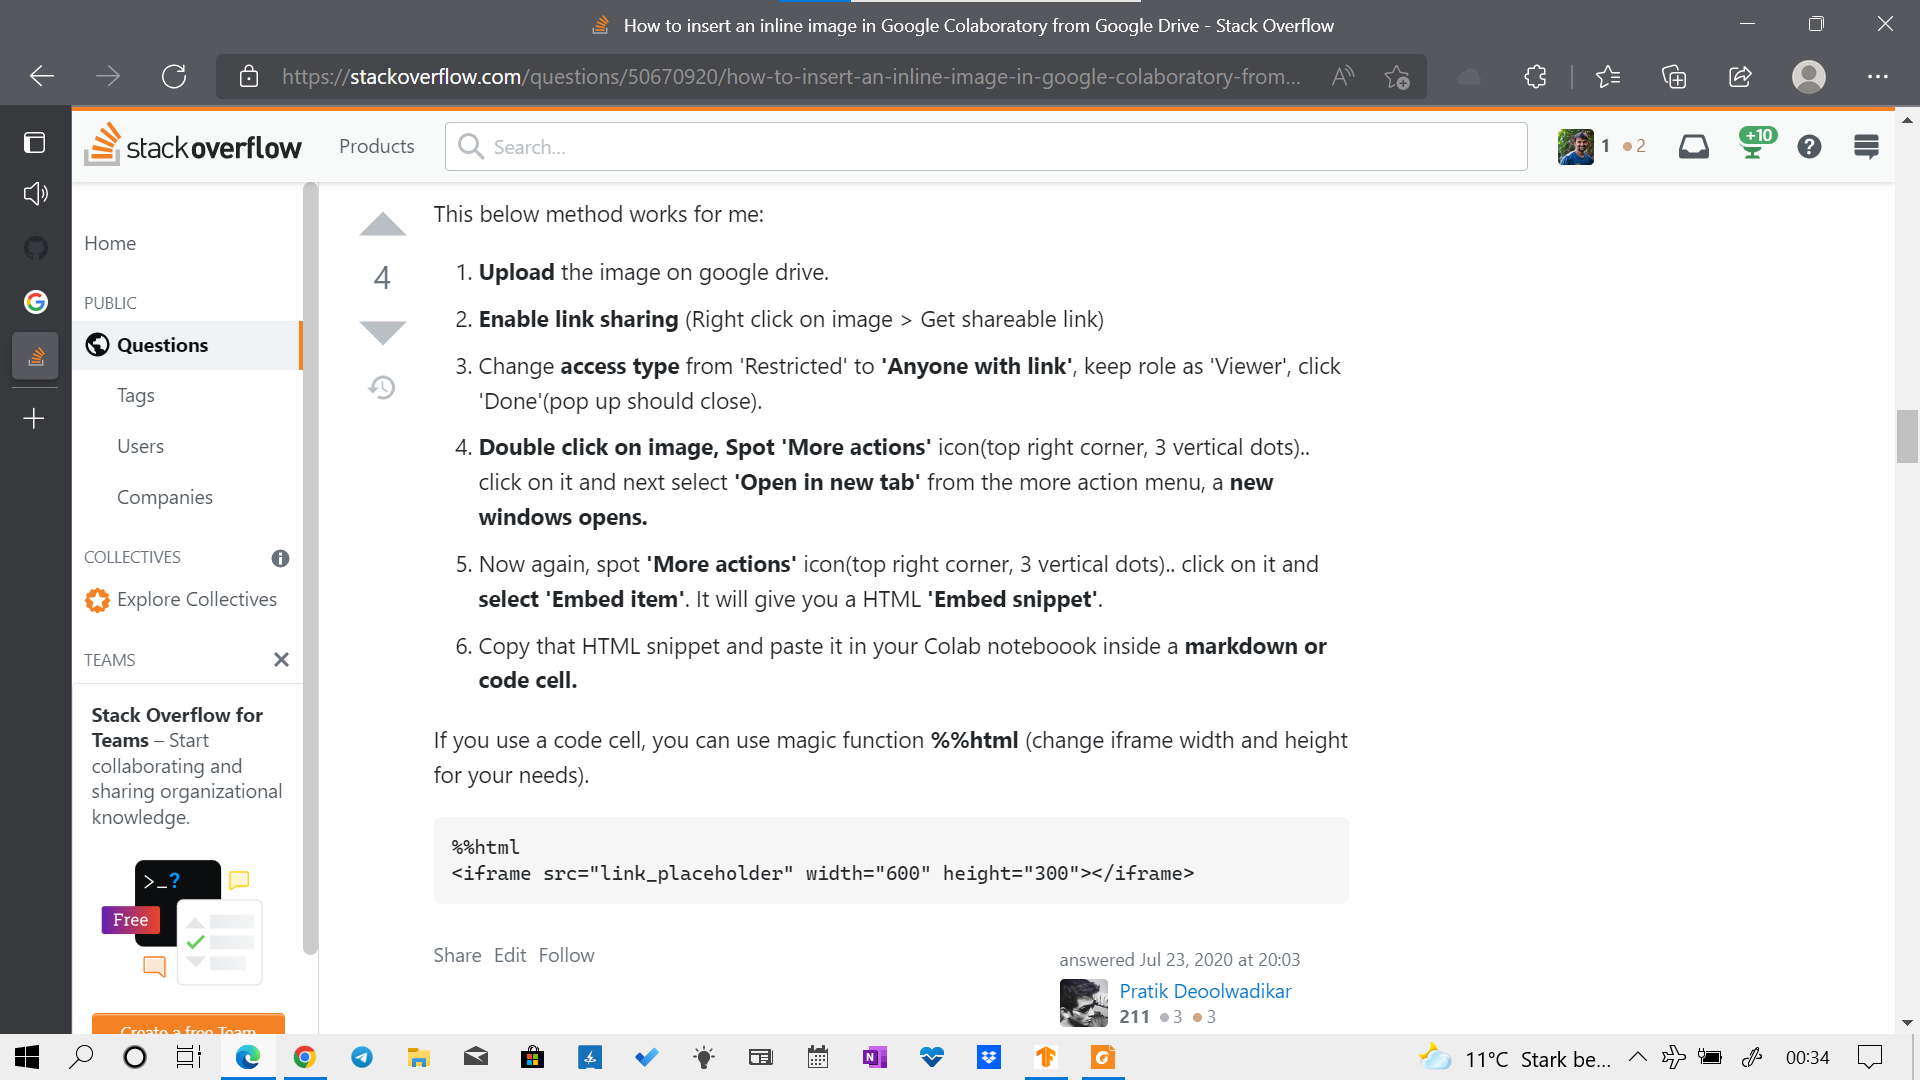 How to insert an inline image in Google Colaboratory from Google Drive - Stack Overflow
https://stackoverflow.com/questions/50670920/how-to-insert-an-inline-image-in-google-colaboratory-from...
stackoverflow
Products
Search...
1
2
+10
Home
PUBLIC
Questions
Tags
Users
Companies
COLLECTIVES
Explore Collectives
TEAMS
Stack Overflow for
Teams – Start
collaborating and
sharing organizational
knowledge.
>_?
Free
Create a free Team
This below method works for me:
4
1. Upload the image on google drive.
2. Enable link sharing (Right click on image > Get shareable link)
3. Change access type from 'Restricted' to 'Anyone with link', keep role as 'Viewer', click
'Done'(pop up should close).
4. Double click on image, Spot 'More actions' icon(top right corner, 3 vertical dots)..
click on it and next select 'Open in new tab' from the more action menu, a new
windows opens.
5. Now again, spot 'More actions' icon(top right corner, 3 vertical dots).. click on it and
select 'Embed item'. It will give you a HTML 'Embed snippet'.
6. Copy that HTML snippet and paste it in your Colab noteboook inside a markdown or
code cell.
If you use a code cell, you can use magic function %%html (change iframe width and height
for your needs).
%%html
<iframe src="link_placeholder" width="600" height="300"></iframe>
Share Edit Follow
answered Jul 23, 2020 at 20:03
Pratik Deoolwadikar
211 3 3
11°C Stark be...
00:34